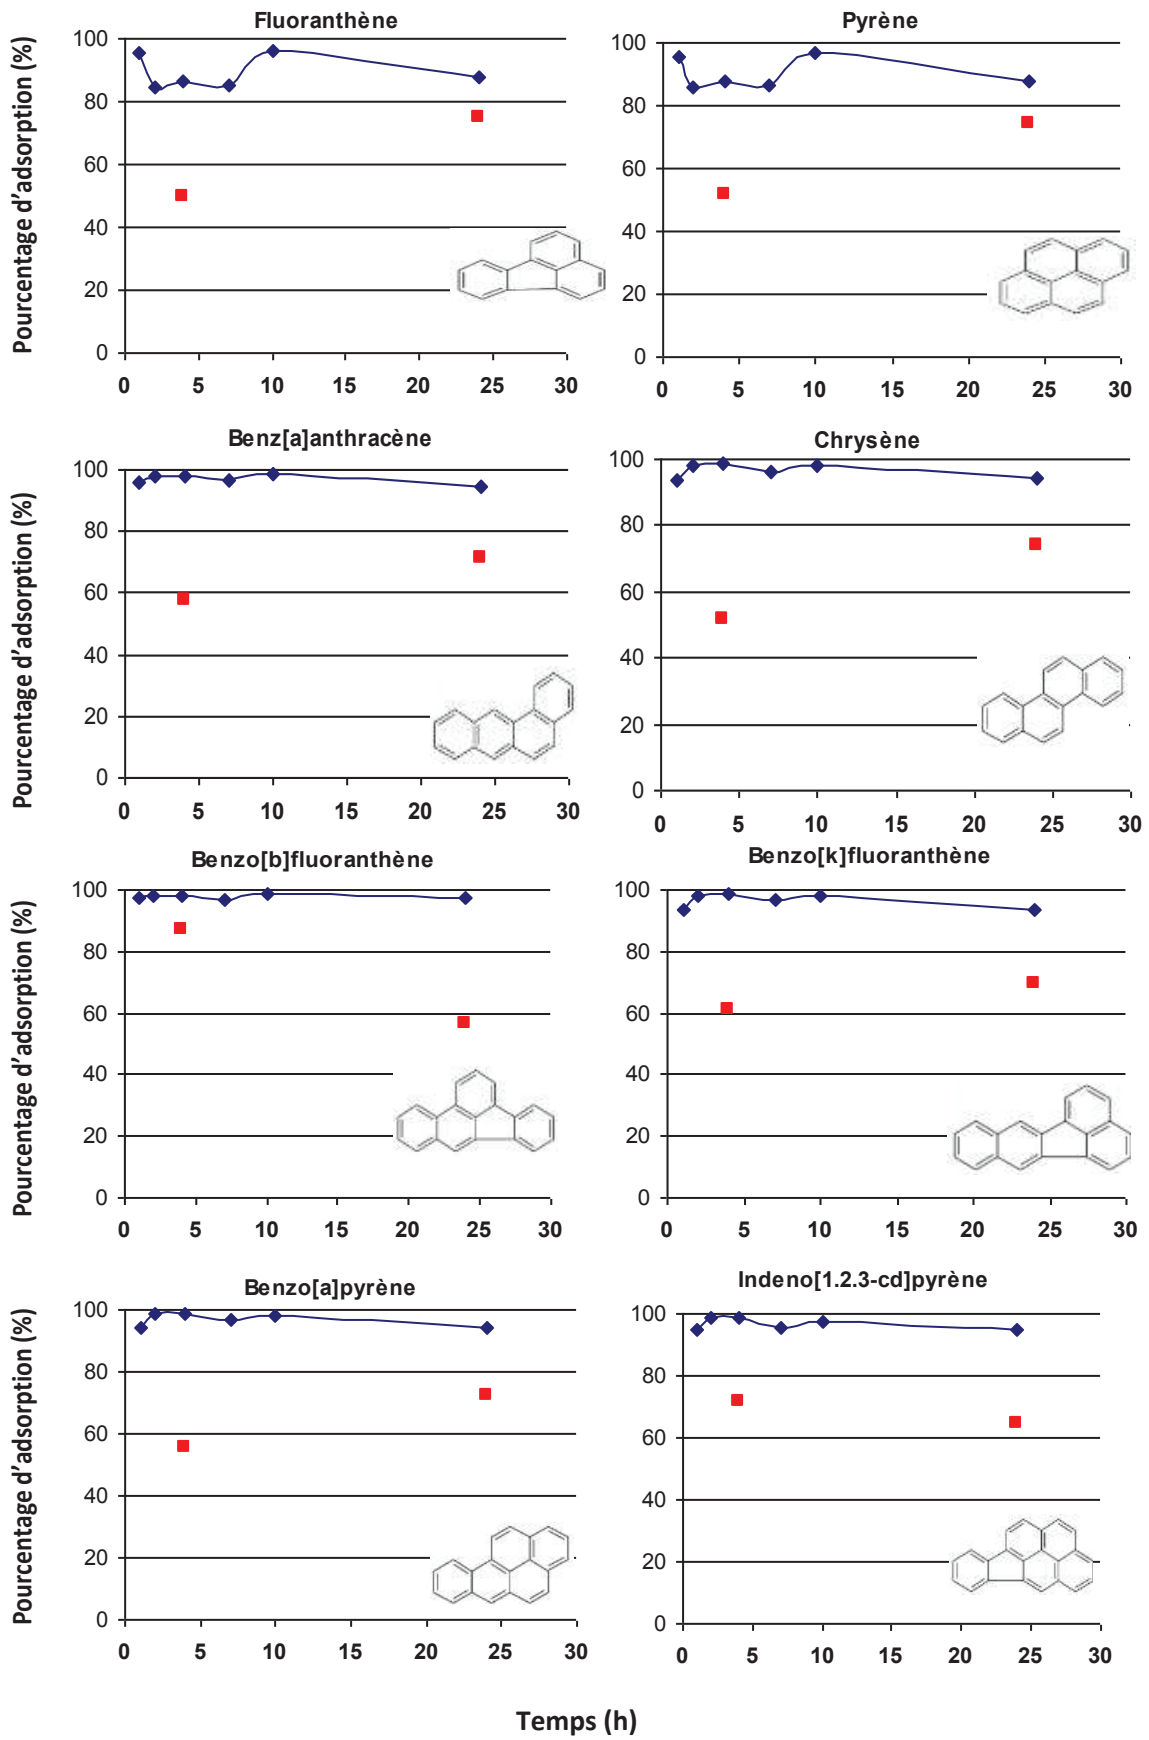 Fluoranthène
Pourcentage d'adsorption (%)
100
80
60
40
20
0
0 5 10 15 20 25 30
Pyrène
100
80
60
40
20
0
0 5 10 15 20 25 30
Benz[a]anthracène
Pourcentage d'adsorption (%)
100
80
60
40
20
0
0 5 10 15 20 25 30
Chrysène
100
80
60
40
20
0
0 5 10 15 20 25 30
Benzo[b]fluoranthène
Pourcentage d'adsorption (%)
100
80
60
40
20
0
0 5 10 15 20 25 30
Benzo[k]fluoranthène
100
80
60
40
20
0
0 5 10 15 20 25 30
Benzo[a]pyrène
Pourcentage d'adsorption (%)
100
80
60
40
20
0
0 5 10 15 20 25 30
Indeno[1.2.3-cd]pyrène
100
80
60
40
20
0
0 5 10 15 20 25 30
Temps (h)